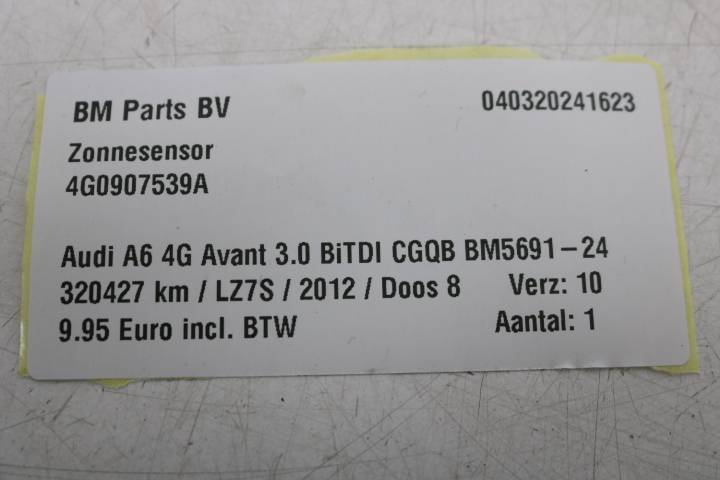 BM Parts BV 040320241623
Zonnesensor
4G0907539A
Audi A6 4G Avant 3.0 BiTDI CGQB BM5691-24
320427 km / LZ7S / 2012 / Doos 8 Verz: 10
9.95 Euro incl. BTW Aantal: 1